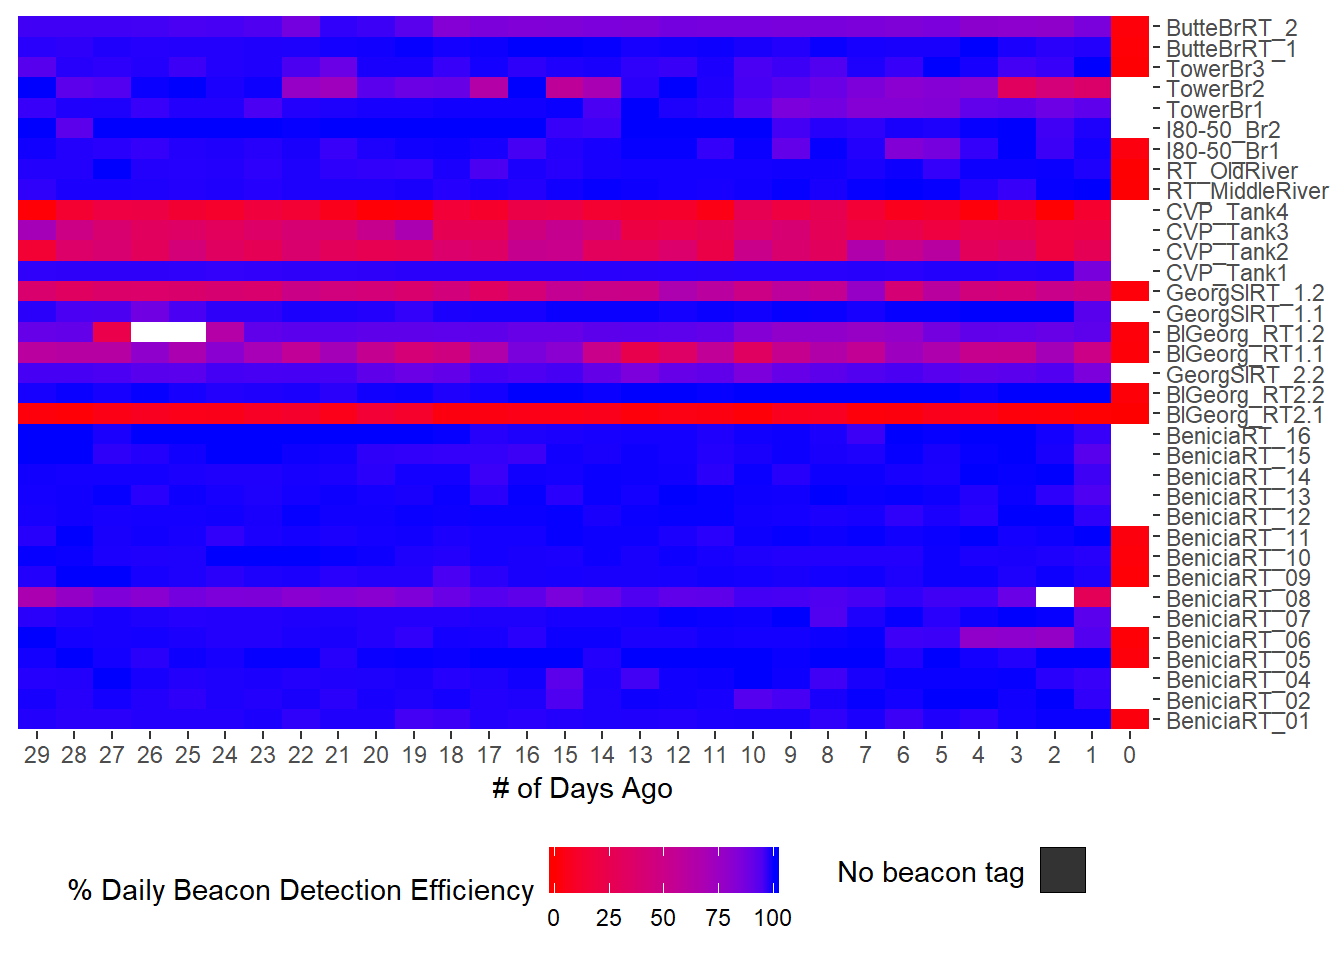 ButteBrRT_2
ButteBrRT_1
TowerBr3
TowerBr2
TowerBr1
I80-50_Br2
I80-50_Br1
RT_OldRiver
RT_MiddleRiver
CVP_Tank4
CVP_Tank3
CVP_Tank2
CVP_Tank1
GeorgSlRT_1.2
GeorgSlRT_1.1
BlGeorg_RT1.2
BlGeorg_RT1.1
GeorgSlRT_2.2
BlGeorg_RT2.2
BlGeorg_RT2.1
BeniciaRT_16
BeniciaRT_15
BeniciaRT_14
BeniciaRT_13
BeniciaRT_12
BeniciaRT_11
BeniciaRT_10
BeniciaRT_09
BeniciaRT_08
BeniciaRT_07
BeniciaRT_06
BeniciaRT_05
BeniciaRT_04
BeniciaRT_02
BeniciaRT_01
29 28 27 26 25 24 23 22 21 20 19 18 17 16 15 14 13 12 11 10 9 8 7 6 5 4 3 2 1 0
# of Days Ago
% Daily Beacon Detection Efficiency
0 25 50 75 100
No beacon tag